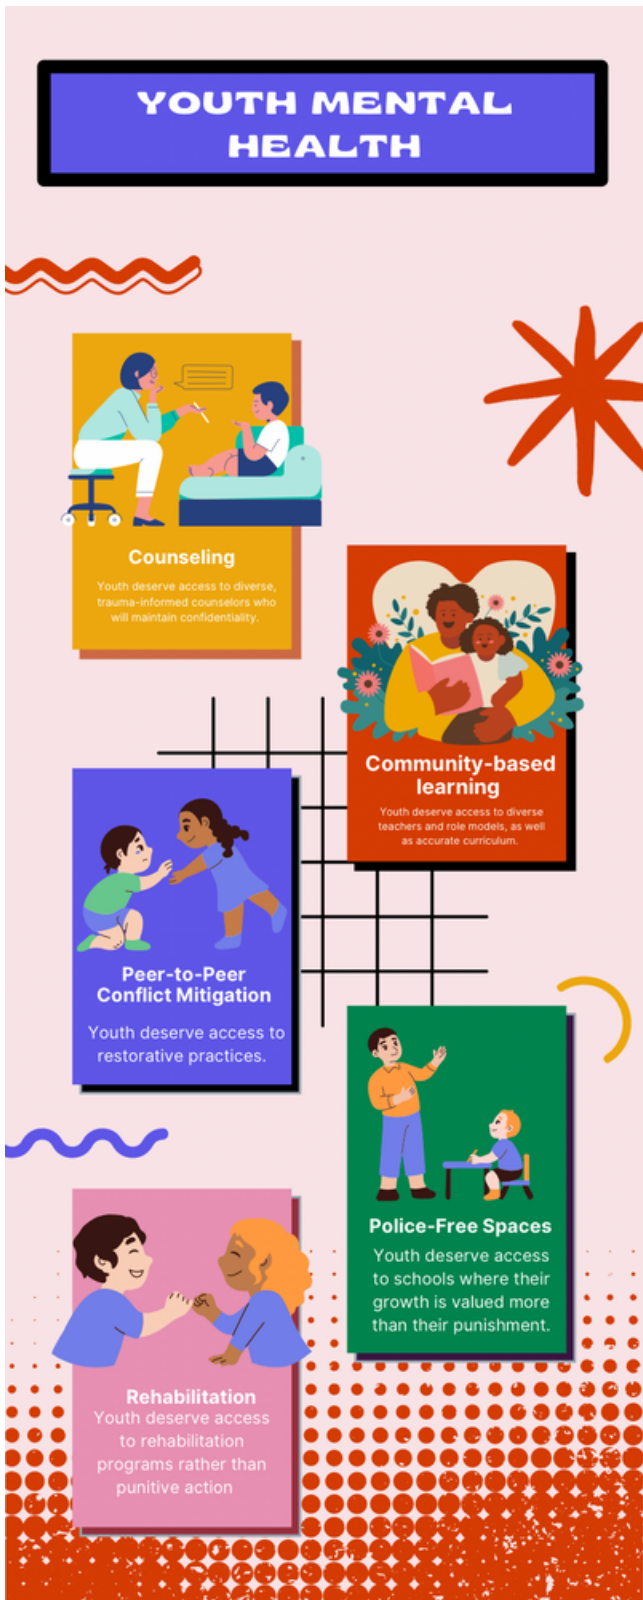 YOUTH MENTAL
HEALTH
Counseling
Youth deserve access to diverse,
trauma-informed counselors who
will maintain confidentiality.
Community-based
learning
Youth deserve access to diverse
teachers and role models, as well
as accurate curriculum.
Peer-to-Peer
Conflict Mitigation
Youth deserve access to
restorative practices.
Police-Free Spaces
Youth deserve access
to schools where their
growth is valued more
than their punishment.
Rehabilitation
Youth deserve access
to rehabilitation
programs rather than
punitive action